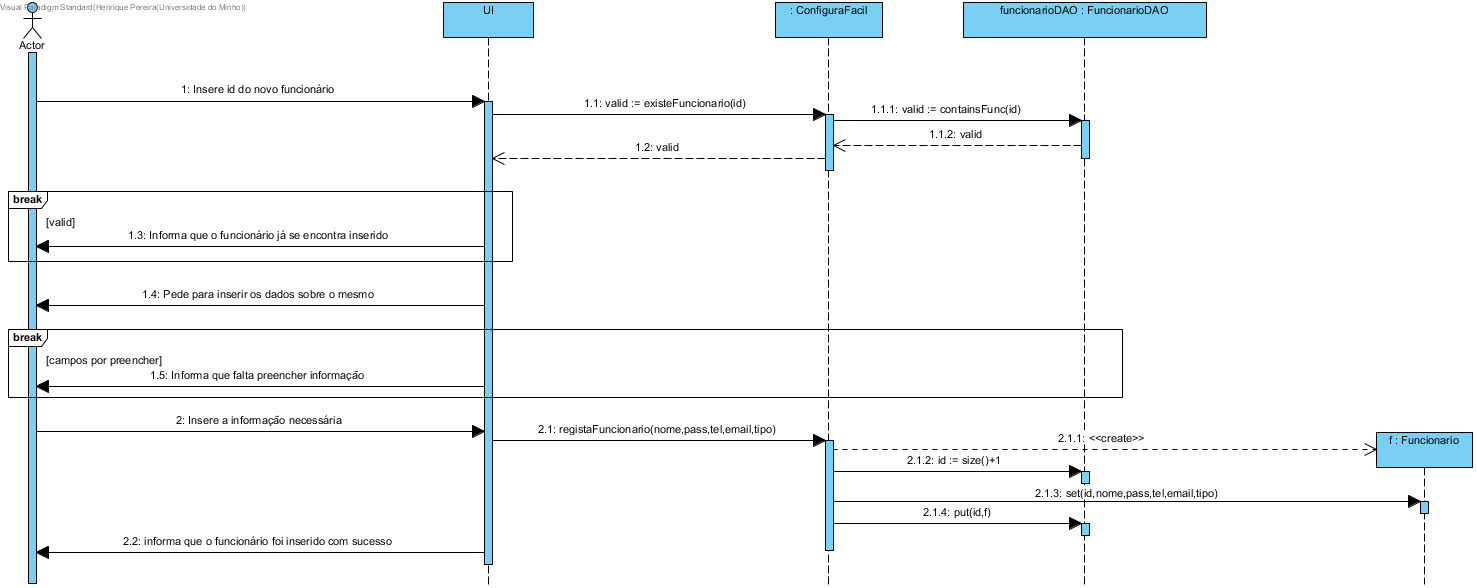 Visual Paradigm Standard(Henrique Pereira(Universidade do Minho))
Actor
UI
: ConfiguraFacil
funcionarioDAO : FuncionarioDAO
1: Insere id do novo funcionário
1.1: valid := existeFuncionario(id)
1.1.1: valid := containsFunc(id)
1.1.2: valid
1.2: valid
break
[valid]
1.3: Informa que o funcionário já se encontra inserido
1.4: Pede para inserir os dados sobre o mesmo
break
[campos por preencher]
1.5: Informa que falta preencher informação
2: Insere a informação necessária
2.1: registaFuncionario(nome,pass,tel,email,tipo)
2.1.1: <<create>>
f : Funcionario
2.1.2: id := size()+1
2.1.3: set(id,nome,pass,tel,email,tipo)
2.1.4: put(id,f)
2.2: informa que o funcionário foi inserido com sucesso